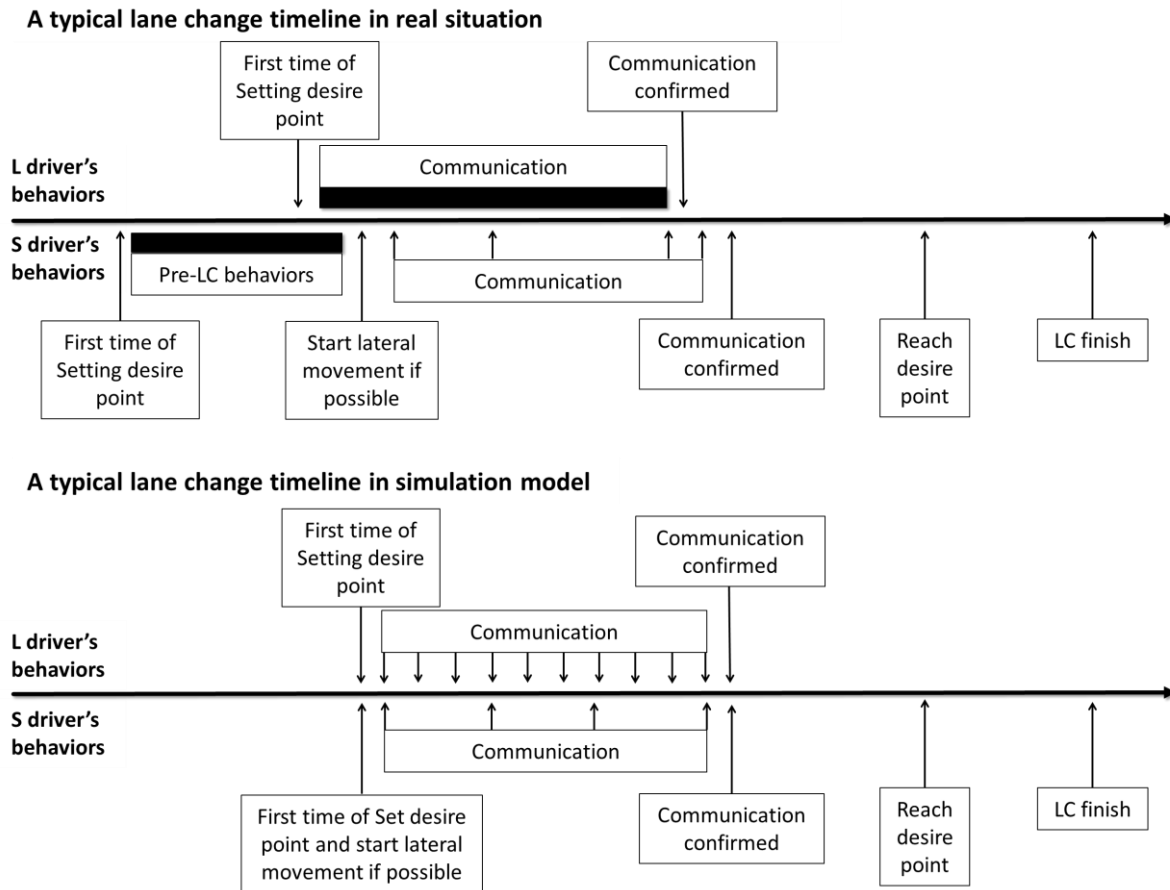 A typical lane change timeline in real situation
First time of
Setting desire
point
Communication
confirmed
L driver's
behaviors
Communication
S driver's
behaviors
Pre-LC behaviors
Communication
First time of
Setting desire
point
Start lateral
movement if
possible
Communication
confirmed
Reach
desire
point
LC finish
A typical lane change timeline in simulation model
First time of
Setting desire
point
Communication
confirmed
L driver's
behaviors
Communication
S driver's
behaviors
Communication
First time of Set desire
point and start lateral
movement if possible
Communication
confirmed
Reach
desire
point
LC finish